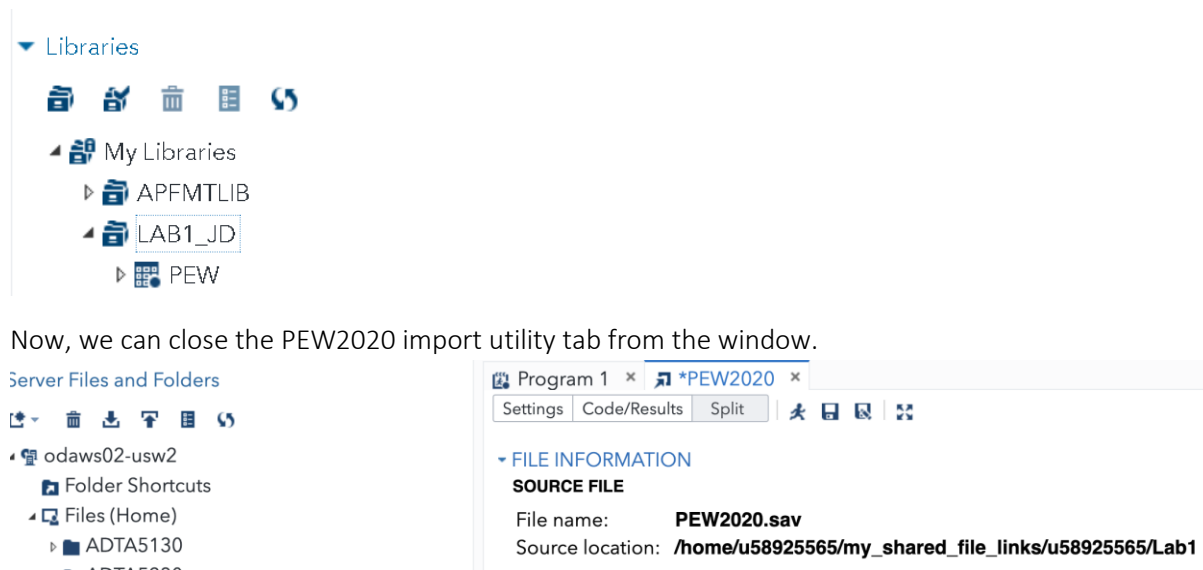 Libraries
My Libraries
APFMTLIB
LAB1_JD
PEW
Now, we can close the PEW2020 import utility tab from the window.
Server Files and Folders
Program 1 × *PEW2020 ×
Settings Code/Results Split
odaws02-usw2
FILE INFORMATION
Folder Shortcuts
SOURCE FILE
Files (Home)
File name: PEW2020.sav
ADTA5130
Source location: /home/u58925565/my_shared_file_links/u58925565/Lab1